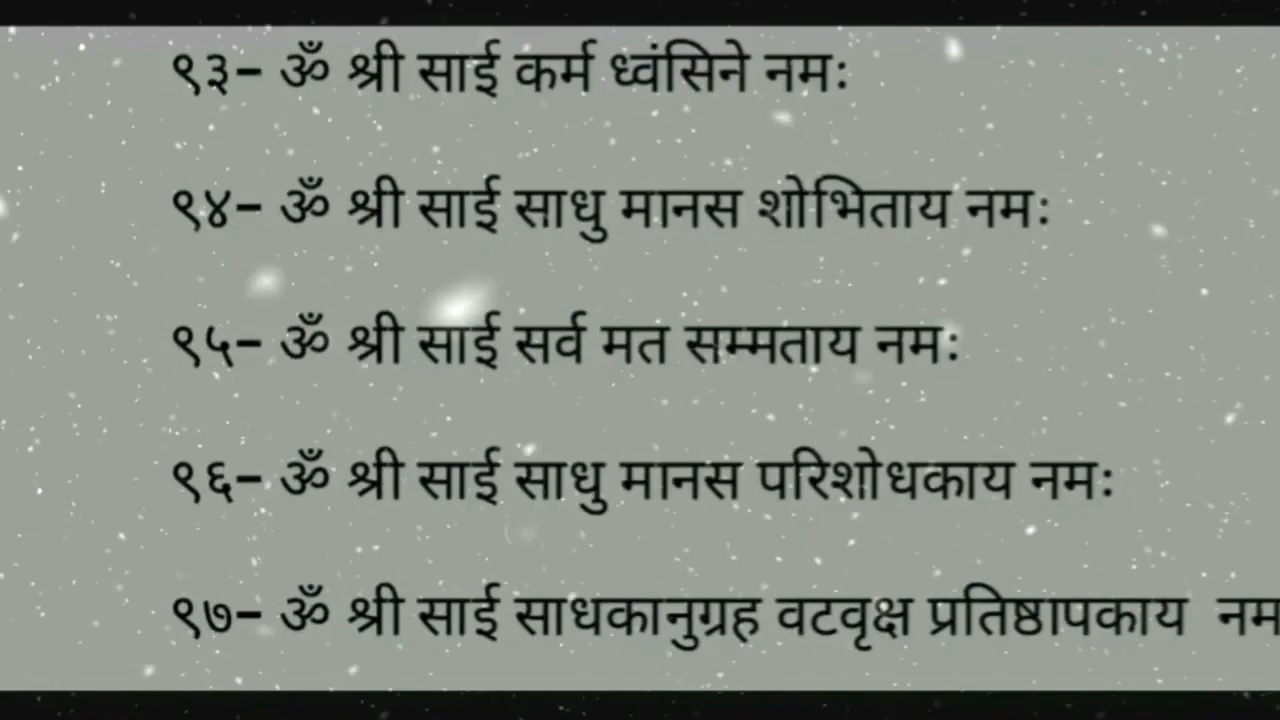 ९३- ॐ श्री साई कर्म ध्वंसिने नमः
९४- ॐ श्री साई साधु मानस शोभिताय नमः
९५- ॐ श्री साई सर्व मत सम्मताय नमः
९६- ॐ श्री साई साधु मानस परिशोधकाय नमः
९७- ॐ श्री साई साधकानुग्रह वटवृक्ष प्रतिष्ठापकाय नम